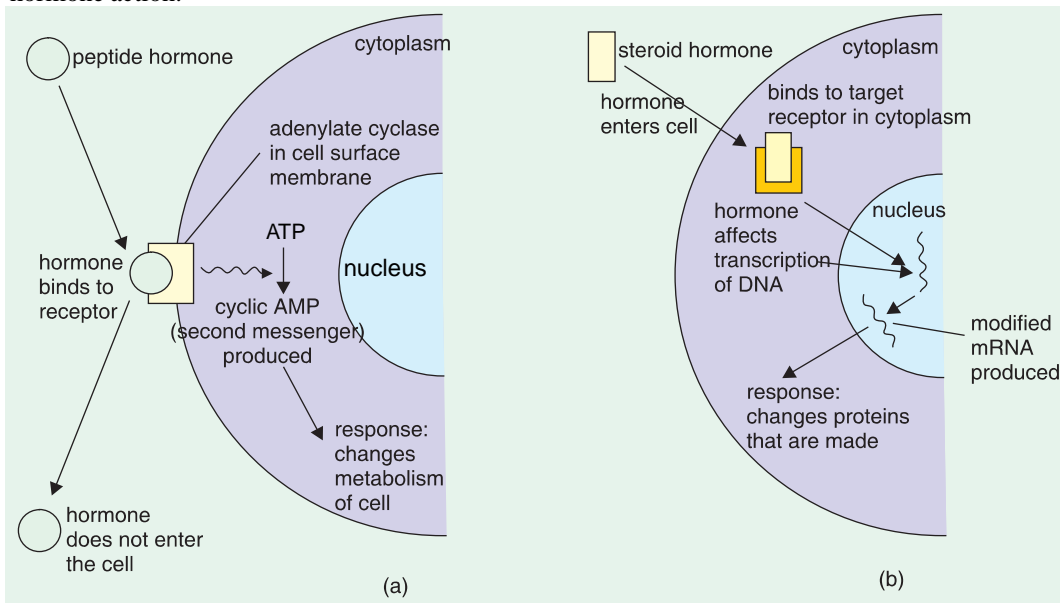 hormone action.
peptide hormone
cytoplasm
adenylate cyclase
in cell surface
membrane
ATP
hormone
binds to
receptor
nucleus
cyclic AMP
(second messenger)
produced
response:
changes
metabolism
of cell
hormone
does not enter
the cell
(a)
steroid hormone
cytoplasm
hormone
enters cell
binds to target
receptor in cytoplasm
nucleus
hormone
affects
transcription
of DNA
modified
mRNA
produced
response:
changes proteins
that are made
(b)